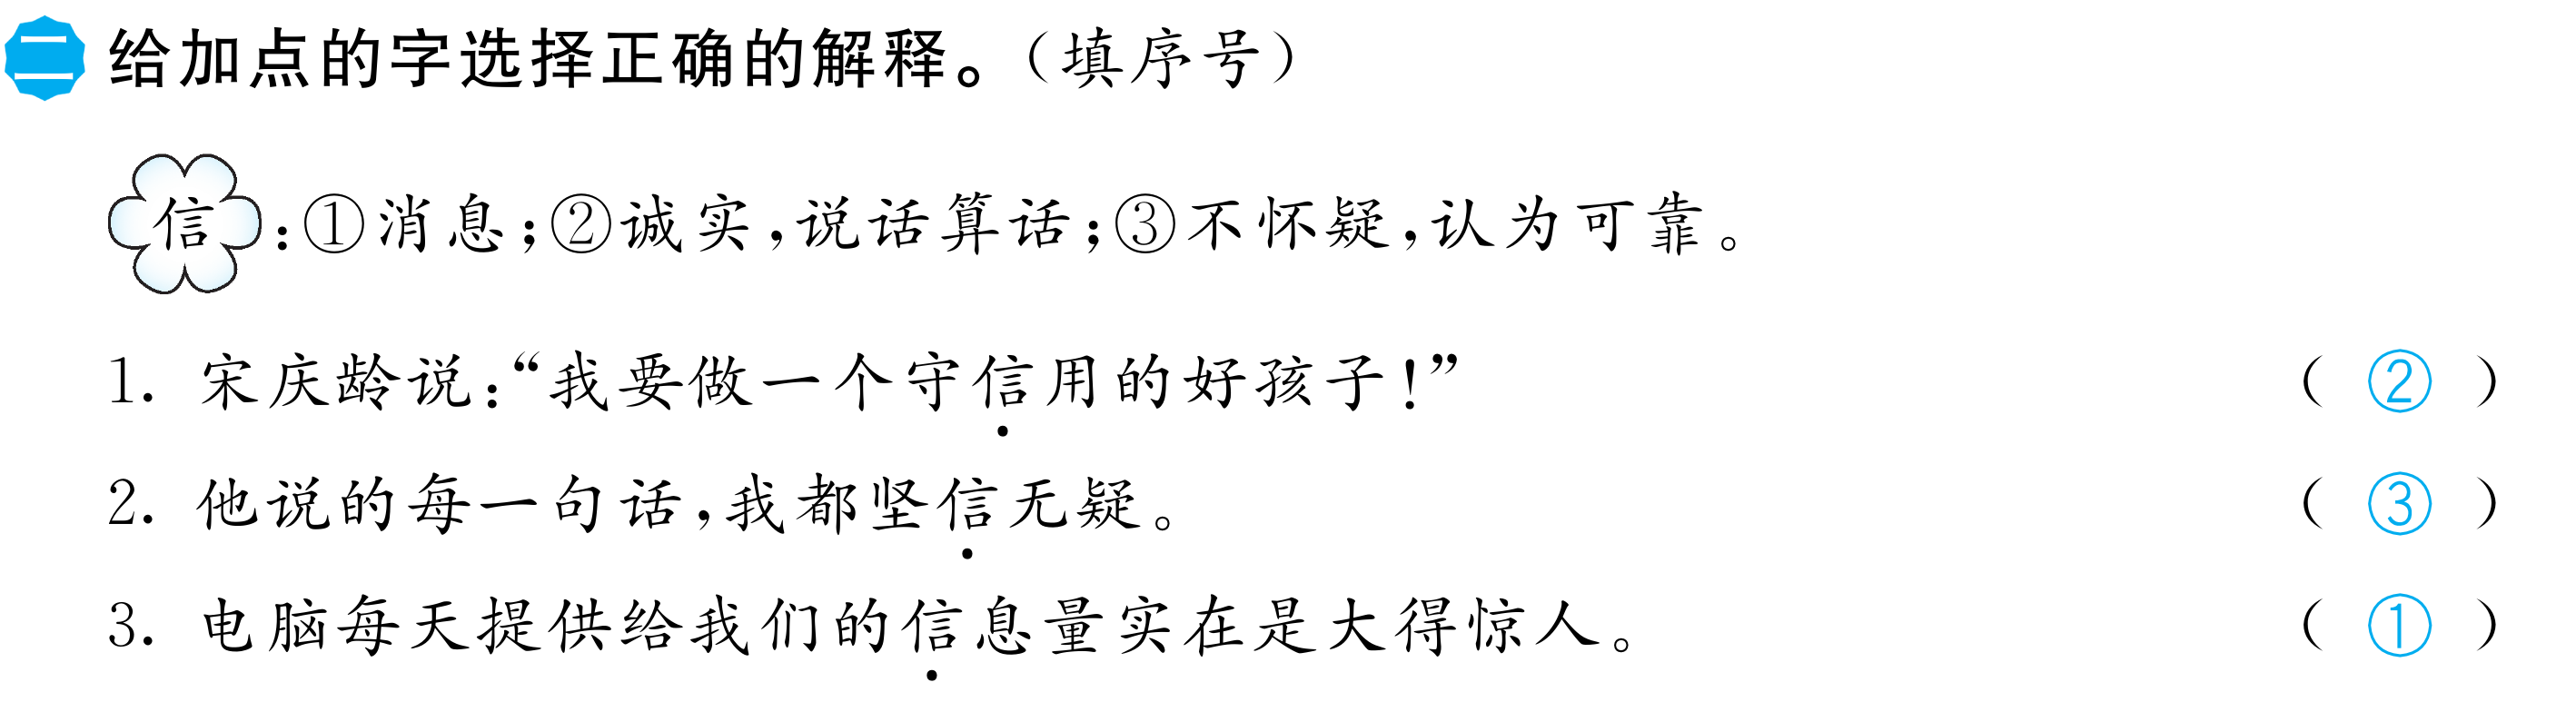 二 给加点的字选择正确的解释。（填序号）
信：①消息；②诚实，说话算话；③不怀疑，认为可靠。
1. 宋庆龄说：“我要做一个守信用的好孩子！” （ ② ）
2. 他说的每一句话，我都坚信无疑。 （ ③ ）
3. 电脑每天提供给我们的信息量实在是大得惊人。 （ ① ）